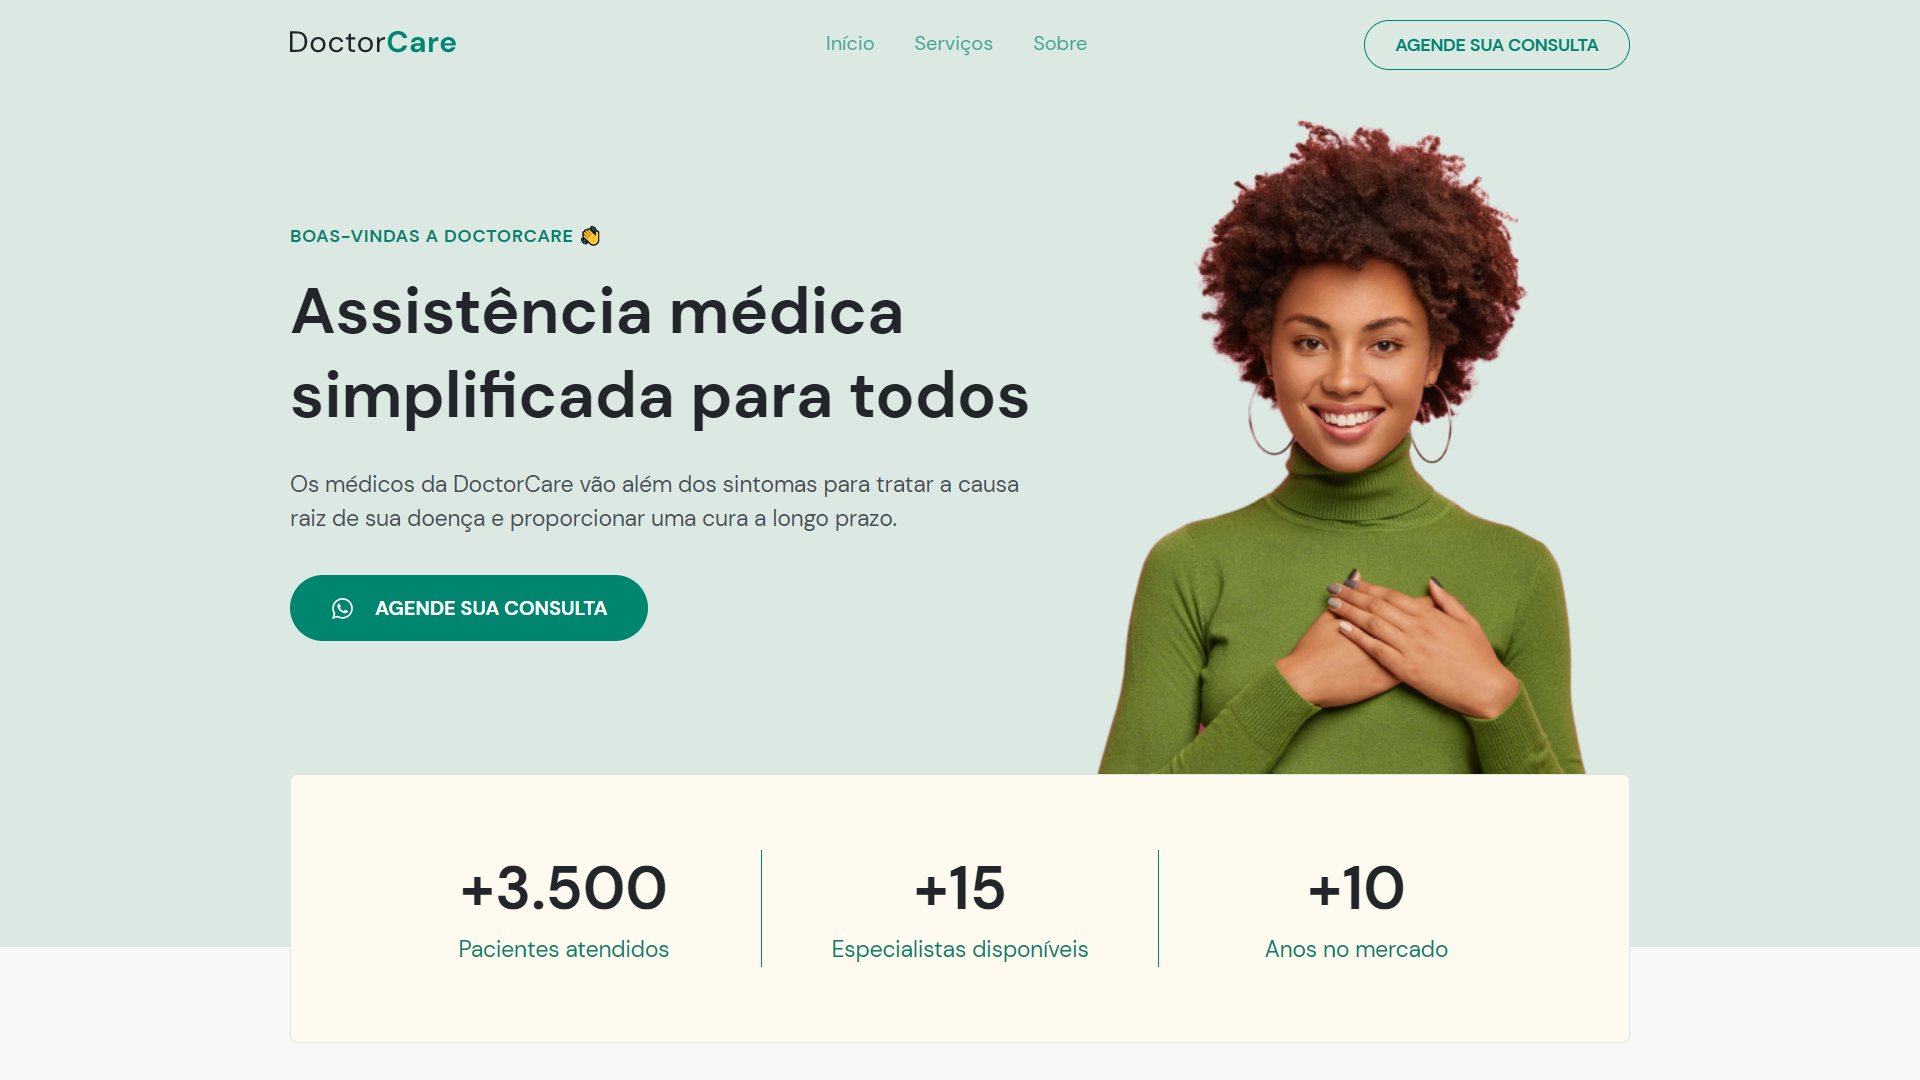 DoctorCare
Início
Serviços
Sobre
AGENDE SUA CONSULTA
BOAS-VINDAS A DOCTORCARE 👋
Assistência médica
simplificada para todos
Os médicos da DoctorCare vão além dos sintomas para tratar a causa
raiz de sua doença e proporcionar uma cura a longo prazo.
AGENDE SUA CONSULTA
+3.500
Pacientes atendidos
+15
Especialistas disponíveis
+10
Anos no mercado